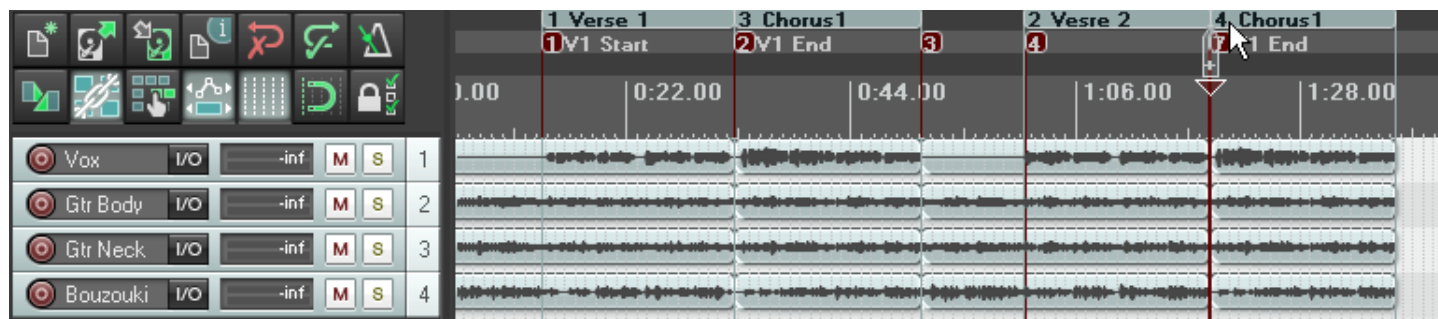 1 Verse 1 3 Chorus1 2 Vesre 2 4 Chorus1
1 V1 Start 2 V1 End 3 4 7 1 End
).00 0:22.00 0:44.00 1:06.00 1:28.00
Vox I/O -inf M S 1
Gtr Body I/O -inf M S 2
Gtr Neck I/O -inf M S 3
Bouzouki I/O -inf M S 4